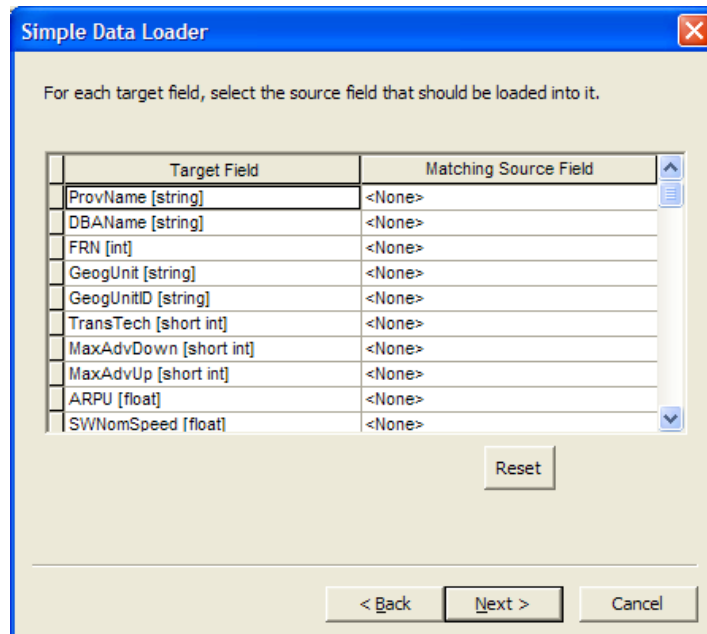 Simple Data Loader
For each target field, select the source field that should be loaded into it.
Target Field Matching Source Field
ProvName [string] <None>
DBAName [string] <None>
FRN [int] <None>
GeogUnit [string] <None>
GeogUnitID [string] <None>
TransTech [short int] <None>
MaxAdvDown [short int] <None>
MaxAdvUp [short int] <None>
ARPU [float] <None>
SWNomSpeed [float] <None>
Reset
< Back Next > Cancel